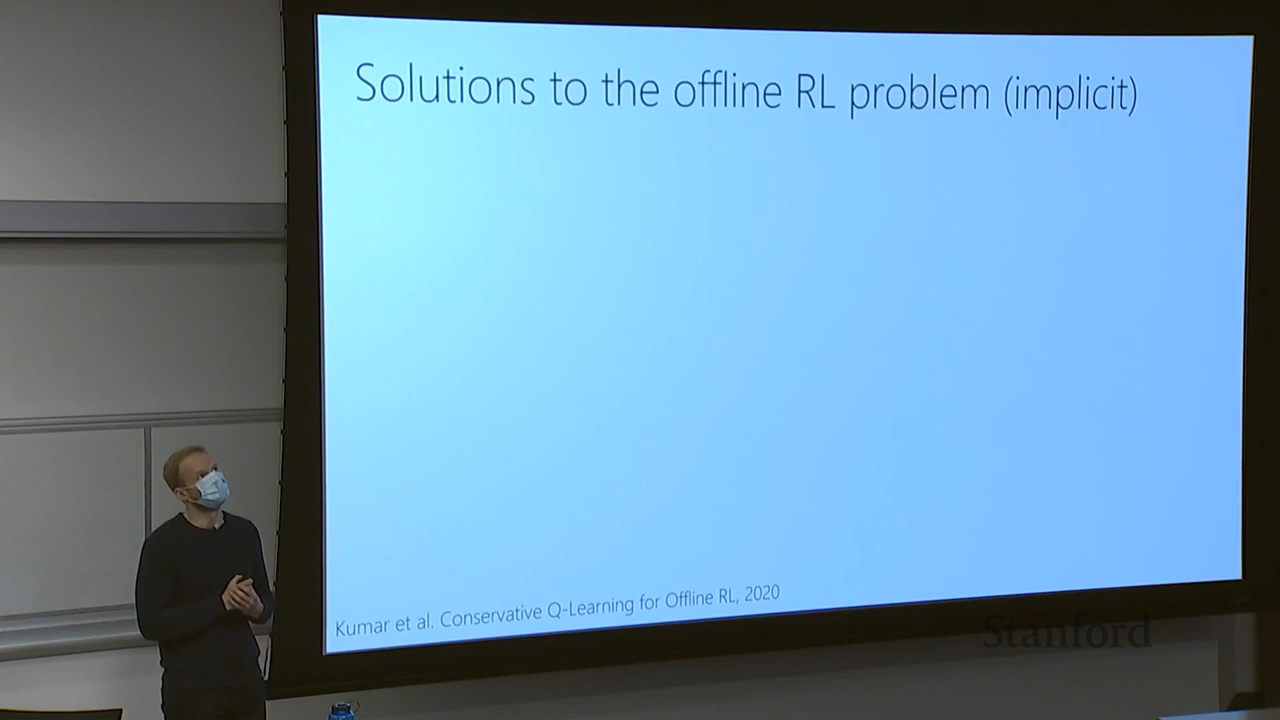 Solutions to the offline RL problem (implicit)
Kumar et al. Conservative Q-Learning for Offline RL, 2020
Stanford